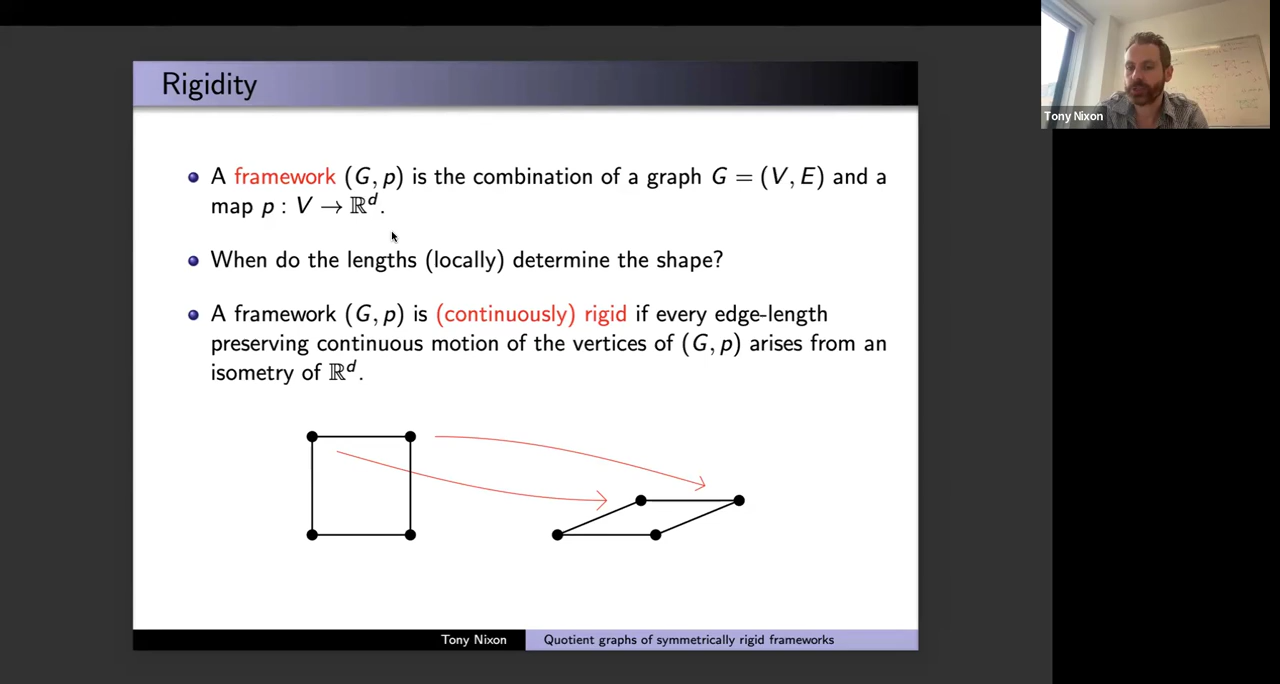 Rigidity
Tony Nixon
A framework (G, p) is the combination of a graph G = (V, E) and a
map p : V → ℝᵈ.
When do the lengths (locally) determine the shape?
A framework (G, p) is (continuously) rigid if every edge-length
preserving continuous motion of the vertices of (G, p) arises from an
isometry of ℝᵈ.
Tony Nixon
Quotient graphs of symmetrically rigid frameworks